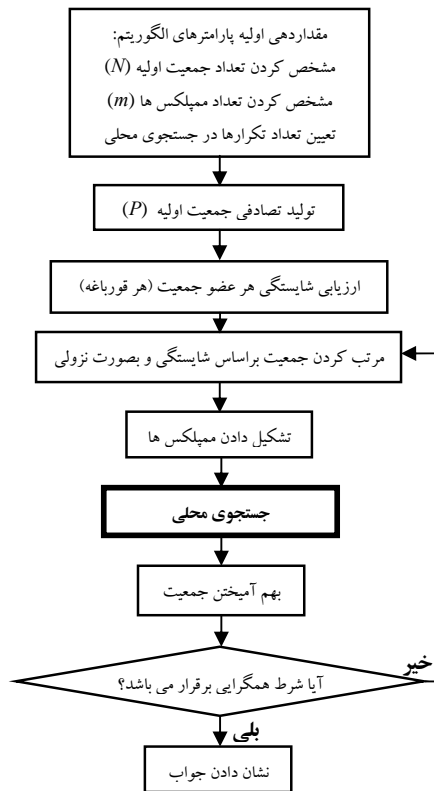 مقداردهی اولیه پارامترهای الگوریتم:
مشخص کردن تعداد جمعیت اولیه (N)
مشخص کردن تعداد ممپلکس ها (m)
تعیین تعداد تکرارها در جستجوی محلی
تولید تصادفی جمعیت اولیه (P)
ارزیابی شایستگی هر عضو جمعیت (هر قورباغه)
مرتب کردن جمعیت براساس شایستگی و بصورت نزولی
تشکیل دادن ممپلکس ها
جستجوی محلی
بهم آمیختن جمعیت
آیا شرط همگرایی برقرار می باشد؟
خیر
بلی
نشان دادن جواب